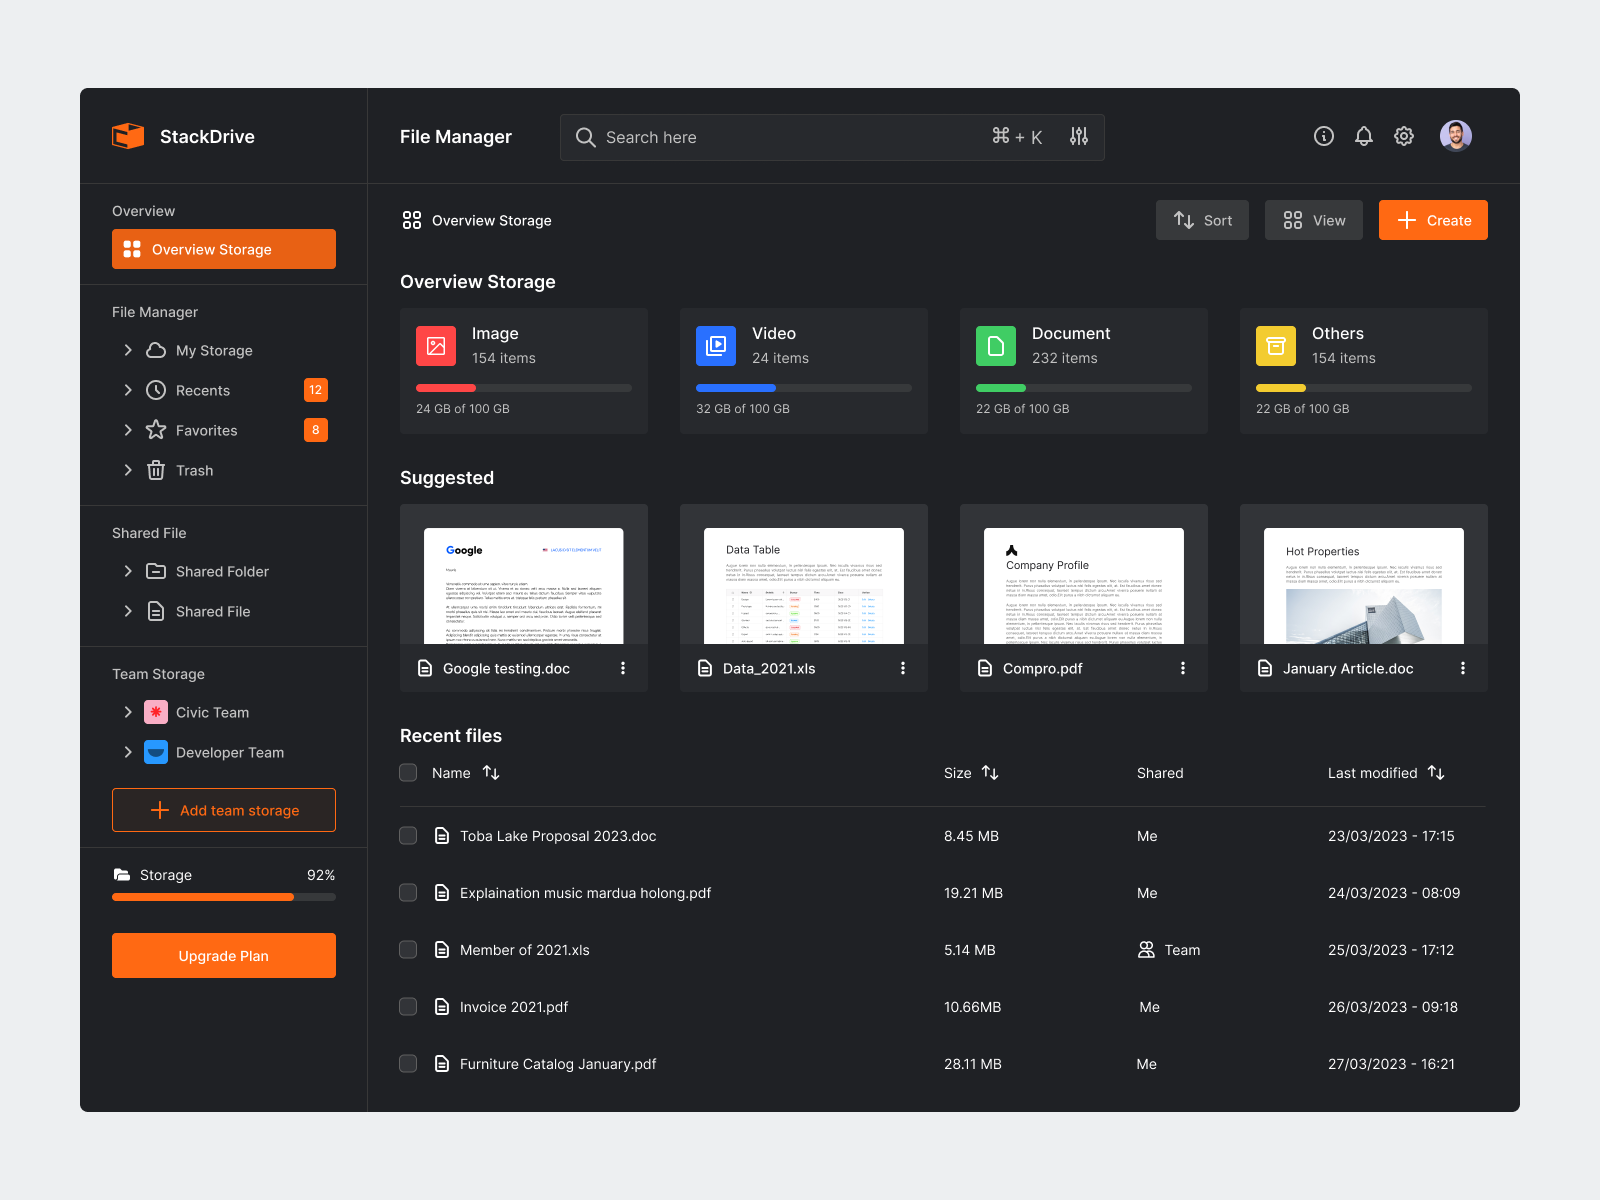 StackDrive
File Manager
Search here
⌘ + K
Overview
Overview Storage
File Manager
My Storage
Recents
12
Favorites
8
Trash
Shared File
Shared Folder
Shared File
Team Storage
Civic Team
Developer Team
Add team storage
Storage
92%
Upgrade Plan
Overview Storage
Sort
View
Create
Overview Storage
Image
154 items
24 GB of 100 GB
Video
24 items
32 GB of 100 GB
Document
232 items
22 GB of 100 GB
Others
154 items
22 GB of 100 GB
Suggested
Google
Google testing.doc
Data Table
Data_2021.xls
Company Profile
Compro.pdf
Hot Properties
January Article.doc
Recent files
Name
Size
Shared
Last modified
Toba Lake Proposal 2023.doc
8.45 MB
Me
23/03/2023 - 17:15
Explaination music mardua holong.pdf
19.21 MB
Me
24/03/2023 - 08:09
Member of 2021.xls
5.14 MB
Team
25/03/2023 - 17:12
Invoice 2021.pdf
10.66MB
Me
26/03/2023 - 09:18
Furniture Catalog January.pdf
28.11 MB
Me
27/03/2023 - 16:21